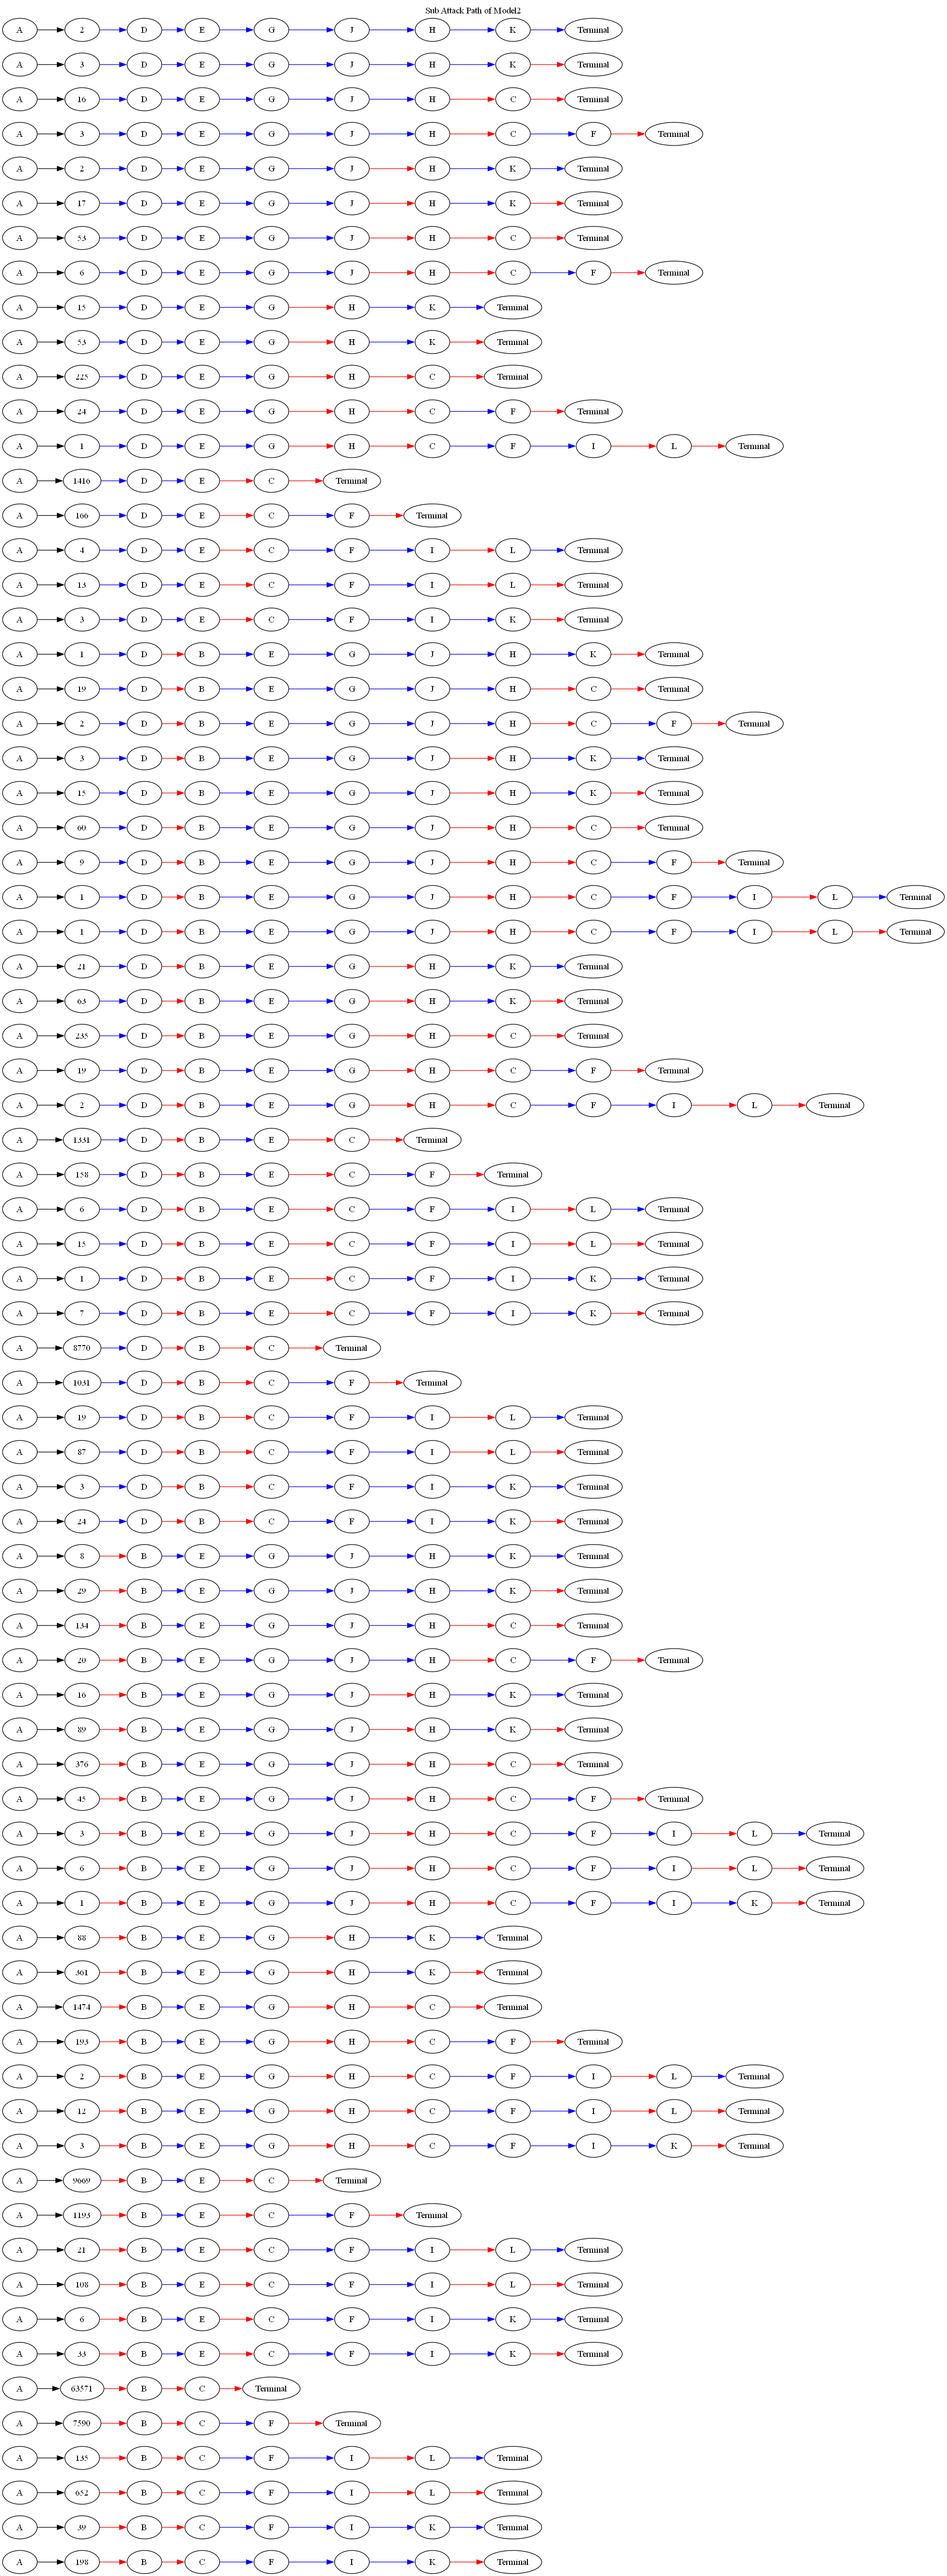 Sub Attack Path of Model2
A 2 D E G J H K Terminal
A 3 D E G J H K Terminal
A 16 D E G J H C Terminal
A 3 D E G J H C F Terminal
A 2 D E G J H K Terminal
A 17 D E G J H K Terminal
A 53 D E G J H C Terminal
A 6 D E G J H C F Terminal
A 15 D E G H K Terminal
A 53 D E G H K Terminal
A 225 D E G H C Terminal
A 24 D E G H C F Terminal
A 1 D E G H C F I L Terminal
A 1416 D E C Terminal
A 166 D E C F Terminal
A 4 D E C F I L Terminal
A 13 D E C F I L Terminal
A 3 D E C F I K Terminal
A 1 D B E G J H K Terminal
A 19 D B E G J H C Terminal
A 2 D B E G J H C F Terminal
A 3 D B E G J H K Terminal
A 15 D B E G J H K Terminal
A 60 D B E G J H C Terminal
A 9 D B E G J H C F Terminal
A 1 D B E G J H C F I L Terminal
A 1 D B E G J H C F I L Terminal
A 21 D B E G H K Terminal
A 63 D B E G H K Terminal
A 235 D B E G H C Terminal
A 19 D B E G H C F Terminal
A 2 D B E G H C F I L Terminal
A 1331 D B E C Terminal
A 158 D B E C F Terminal
A 6 D B E C F I L Terminal
A 15 D B E C F I L Terminal
A 1 D B E C F I K Terminal
A 7 D B E C F I K Terminal
A 8770 D B C Terminal
A 1031 D B C F Terminal
A 19 D B C F I L Terminal
A 87 D B C F I L Terminal
A 3 D B C F I K Terminal
A 24 D B C F I K Terminal
A 8 B E G J H K Terminal
A 29 B E G J H K Terminal
A 134 B E G J H C Terminal
A 20 B E G J H C F Terminal
A 16 B E G J H K Terminal
A 89 B E G J H K Terminal
A 376 B E G J H C Terminal
A 45 B E G J H C F Terminal
A 3 B E G J H C F I L Terminal
A 6 B E G J H C F I L Terminal
A 1 B E G J H C F I K Terminal
A 88 B E G H K Terminal
A 361 B E G H K Terminal
A 1474 B E G H C Terminal
A 193 B E G H C F Terminal
A 2 B E G H C F I L Terminal
A 12 B E G H C F I L Terminal
A 3 B E G H C F I K Terminal
A 9669 B E C Terminal
A 1193 B E C F Terminal
A 21 B E C F I L Terminal
A 108 B E C F I L Terminal
A 6 B E C F I K Terminal
A 33 B E C F I K Terminal
A 63571 B C Terminal
A 7590 B C F Terminal
A 135 B C F I L Terminal
A 652 B C F I L Terminal
A 39 B C F I K Terminal
A 198 B C F I K Terminal